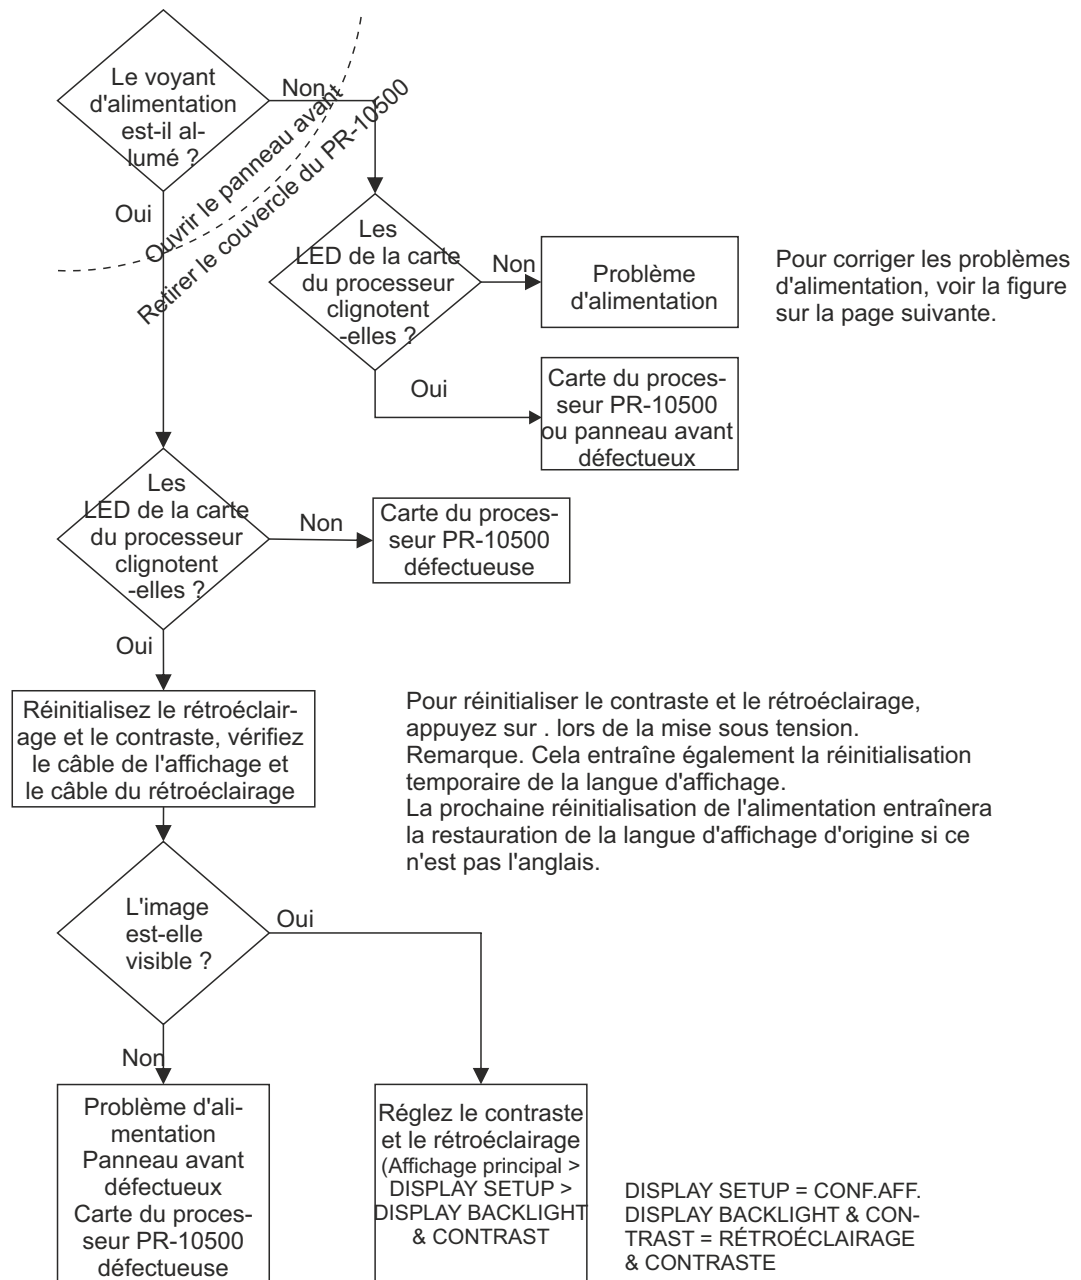 Le voyant
d'alimentation
est-il al-
lumé ?
Non
Oui
Ouvrir le panneau avant
Retirer le couvercle du PR-10500
Les
LED de la carte
du processeur
clignotent
-elles ?
Non
Problème
d'alimentation
Pour corriger les problèmes
d'alimentation, voir la figure
sur la page suivante.
Oui
Carte du proces-
seur PR-10500
ou panneau avant
défectueux
Les
LED de la carte
du processeur
clignotent
-elles ?
Non
Carte du proces-
seur PR-10500
défectueuse
Oui
Réinitialisez le rétroéclair-
age et le contraste, vérifiez
le câble de l'affichage et
le câble du rétroéclairage
Pour réinitialiser le contraste et le rétroéclairage,
appuyez sur . lors de la mise sous tension.
Remarque. Cela entraîne également la réinitialisation
temporaire de la langue d'affichage.
La prochaine réinitialisation de l'alimentation entraînera
la restauration de la langue d'affichage d'origine si ce
n'est pas l'anglais.
L'image
est-elle
visible ?
Oui
Non
Problème d'ali-
mentation
Panneau avant
défectueux
Carte du proces-
seur PR-10500
défectueuse
Réglez le contraste
et le rétroéclairage
(Affichage principal >
DISPLAY SETUP >
DISPLAY BACKLIGHT
& CONTRAST
DISPLAY SETUP = CONF.AFF.
DISPLAY BACKLIGHT & CON-
TRAST = RÉTROÉCLAIRAGE
& CONTRASTE